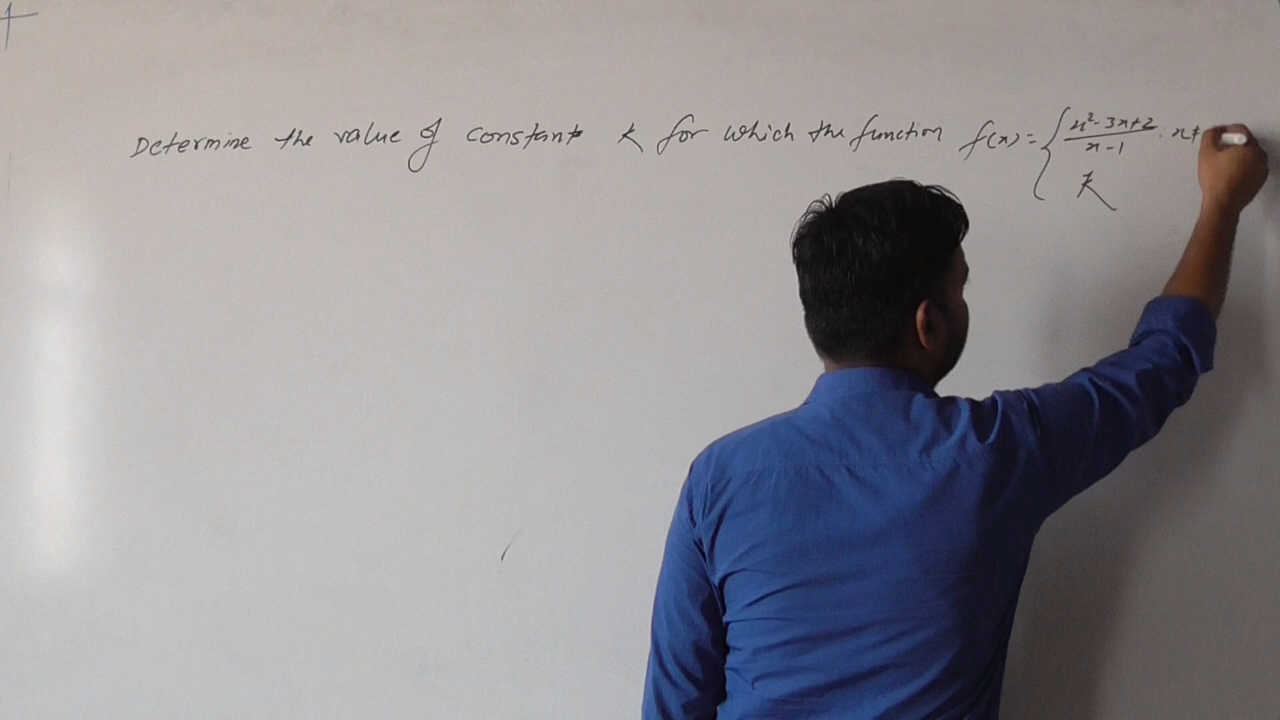 Determine the value of constant k for which the function f(x) = { x²-3x+2 / x-1 , x≠
k